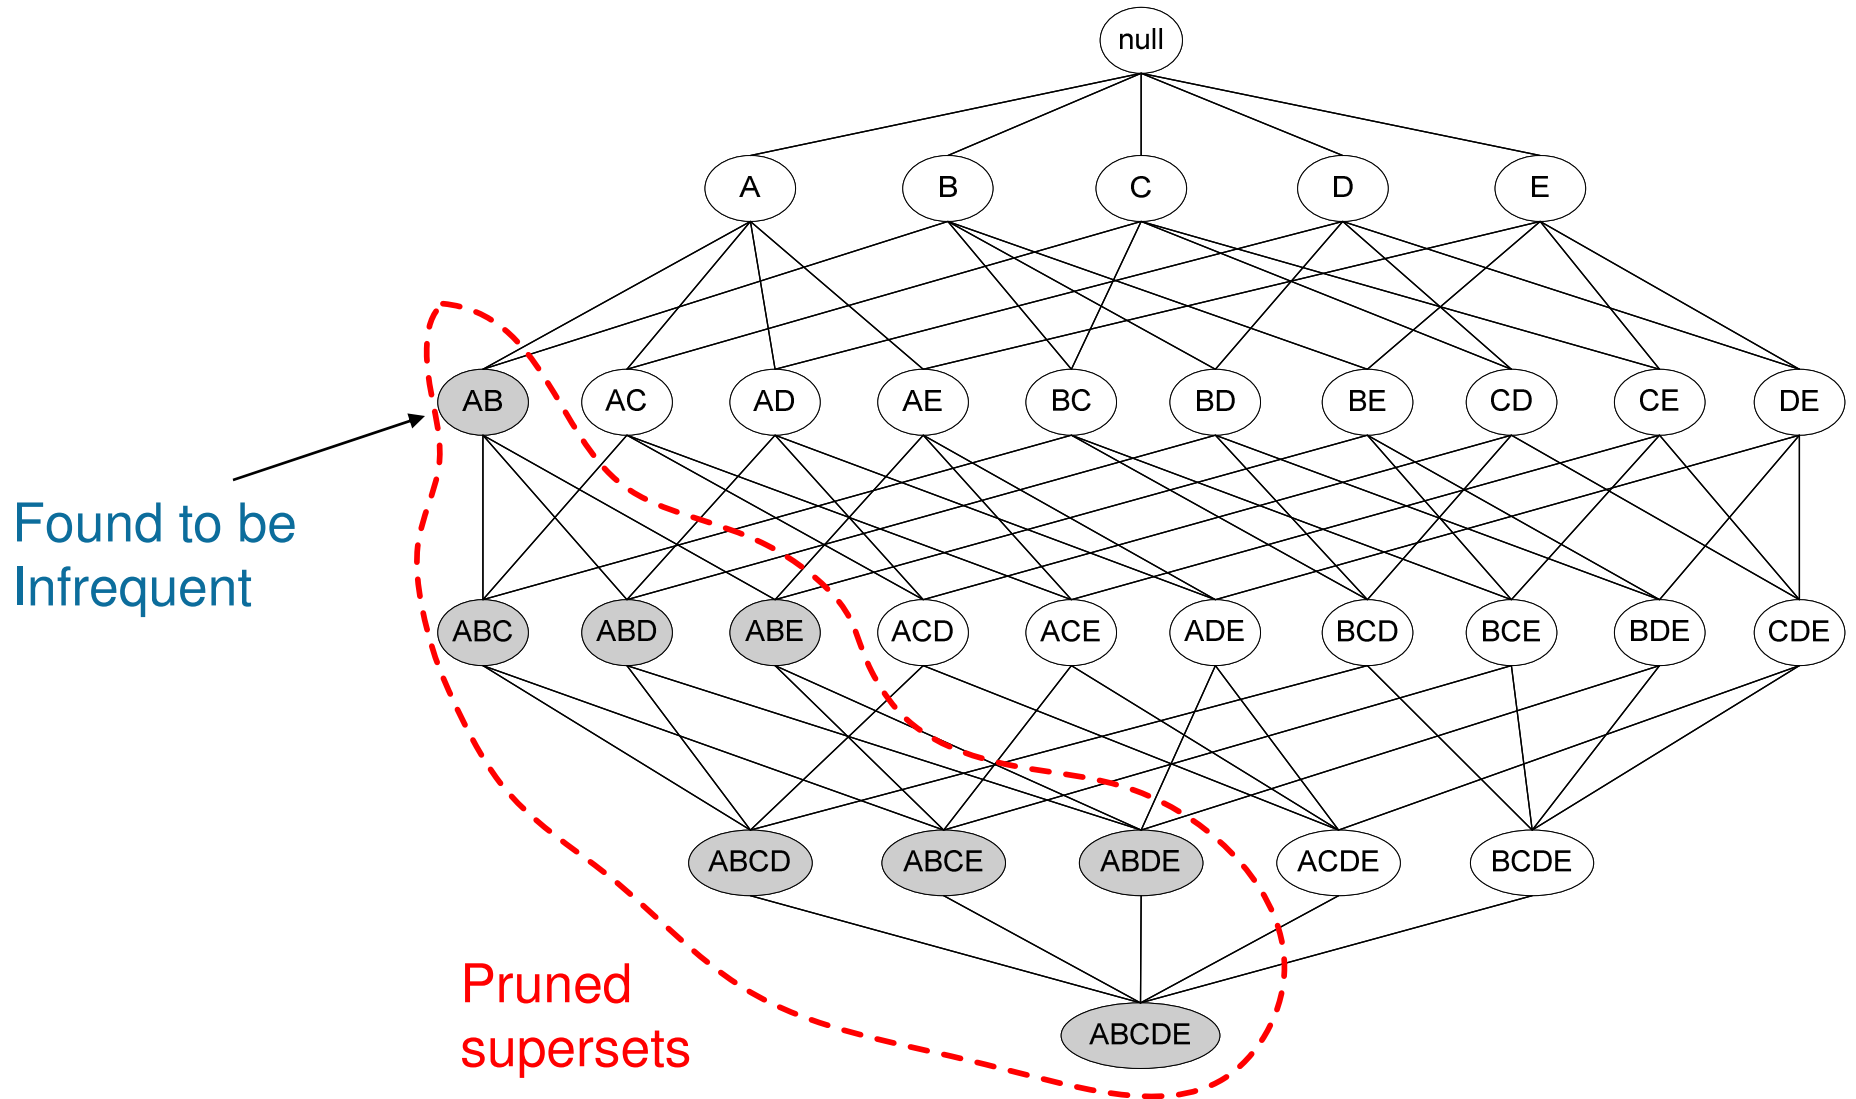 null
A B C D E
AB AC AD AE BC BD BE CD CE DE
Found to be
Infrequent
ABC ABD ABE ACD ACE ADE BCD BCE BDE CDE
ABCD ABCE ABDE ACDE BCDE
Pruned
supersets
ABCDE